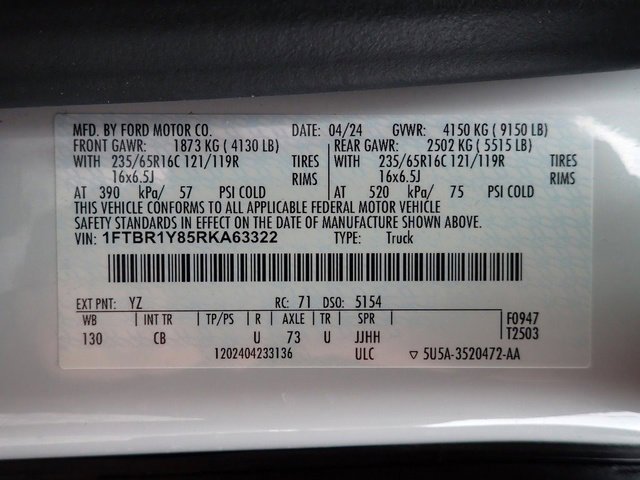 MFD. BY FORD MOTOR CO. DATE: 04/24 GVWR: 4150 KG ( 9150 LB)
FRONT GAWR: 1873 KG ( 4130 LB) REAR GAWR: 2502 KG ( 5515 LB)
WITH 235/65R16C 121/119R TIRES WITH 235/65R16C 121/119R TIRES
16x6.5J RIMS 16x6.5J RIMS
AT 390 kPa/ 57 PSI COLD AT 520 kPa/ 75 PSI COLD
THIS VEHICLE CONFORMS TO ALL APPLICABLE FEDERAL MOTOR VEHICLE
SAFETY STANDARDS IN EFFECT ON THE DATE OF MANUFACTURE SHOWN ABOVE.
VIN: 1FTBR1Y85RKA63322 TYPE: Truck
EXT PNT: YZ RC: 71 DSO: 5154
WB INT TR TP/PS R AXLE TR SPR F0947
130 CB U 73 U JJHH T2503
1202404233136 ULC ▽ 5U5A-3520472-AA